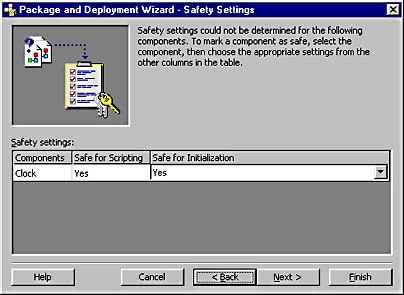 Package and Deployment Wizard - Safety Settings
Safety settings could not be determined for the following
components. To mark a component as safe, select the
component, then choose the appropriate settings from the
other columns in the table.
Safety settings:
Components Safe for Scripting Safe for Initialization
Clock Yes Yes
Help Cancel < Back Next > Finish